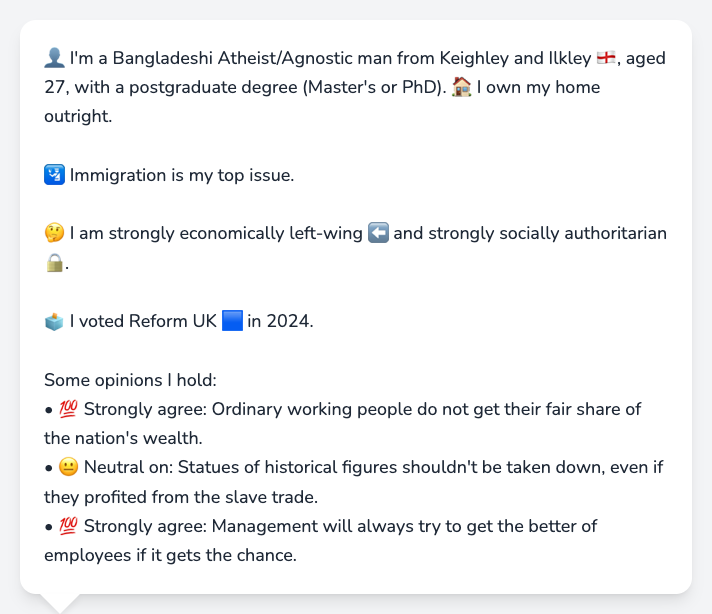 👤 I'm a Bangladeshi Atheist/Agnostic man from Keighley and Ilkley 🏴󠁧󠁢󠁥󠁮󠁧󠁿, aged
27, with a postgraduate degree (Master's or PhD). 🏠 I own my home
outright.
🛂 Immigration is my top issue.
🤔 I am strongly economically left-wing ⬅️ and strongly socially authoritarian
🔒.
🗳️ I voted Reform UK 🟦 in 2024.
Some opinions I hold:
• 💯 Strongly agree: Ordinary working people do not get their fair share of
the nation's wealth.
• 😐 Neutral on: Statues of historical figures shouldn't be taken down, even if
they profited from the slave trade.
• 💯 Strongly agree: Management will always try to get the better of
employees if it gets the chance.